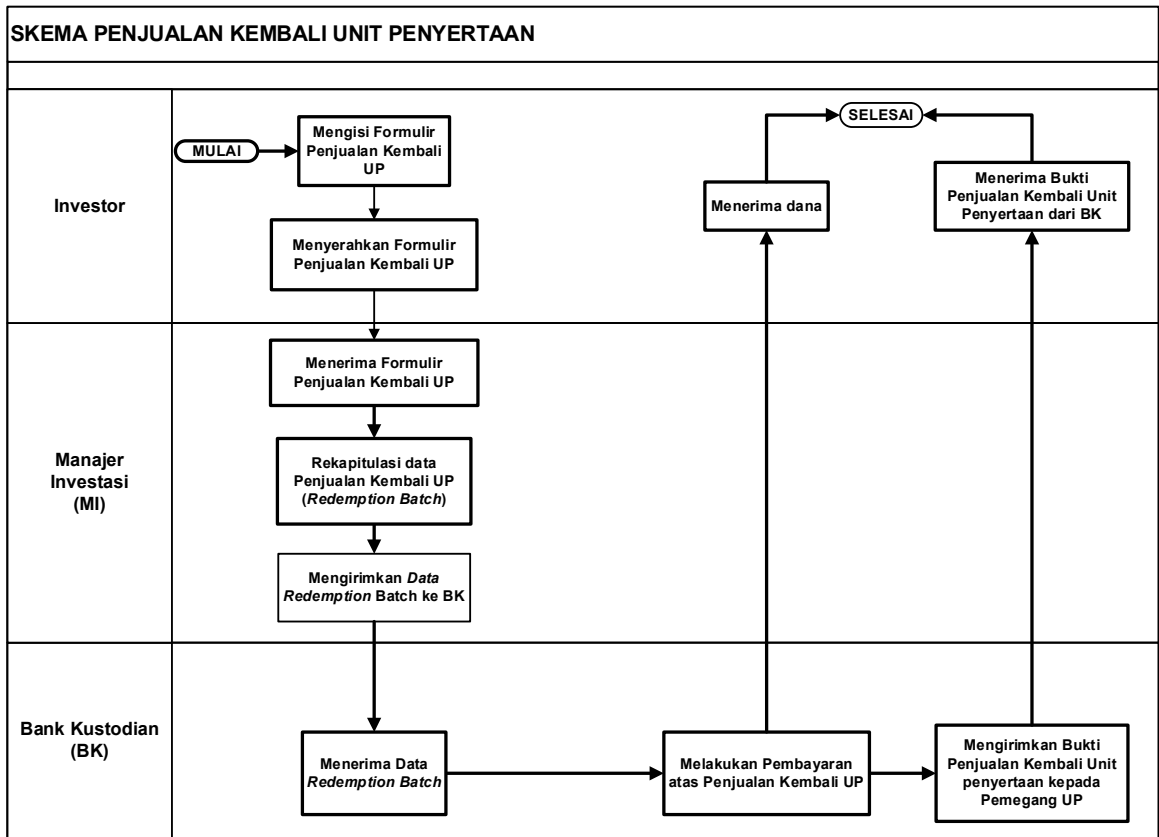 SKEMA PENJUALAN KEMBALI UNIT PENYERTAAN
Investor
MULAI
Mengisi Formulir
Penjualan Kembali
UP
Menyerahkan Formulir
Penjualan Kembali UP
Menerima dana
SELESAI
Menerima Bukti
Penjualan Kembali Unit
Penyertaan dari BK
Manajer
Investasi
(MI)
Menerima Formulir
Penjualan Kembali UP
Rekapitulasi data
Penjualan Kembali UP
(Redemption Batch)
Mengirimkan Data
Redemption Batch ke BK
Bank Kustodian
(BK)
Menerima Data
Redemption Batch
Melakukan Pembayaran
atas Penjualan Kembali UP
Mengirimkan Bukti
Penjualan Kembali Unit
penyertaan kepada
Pemegang UP